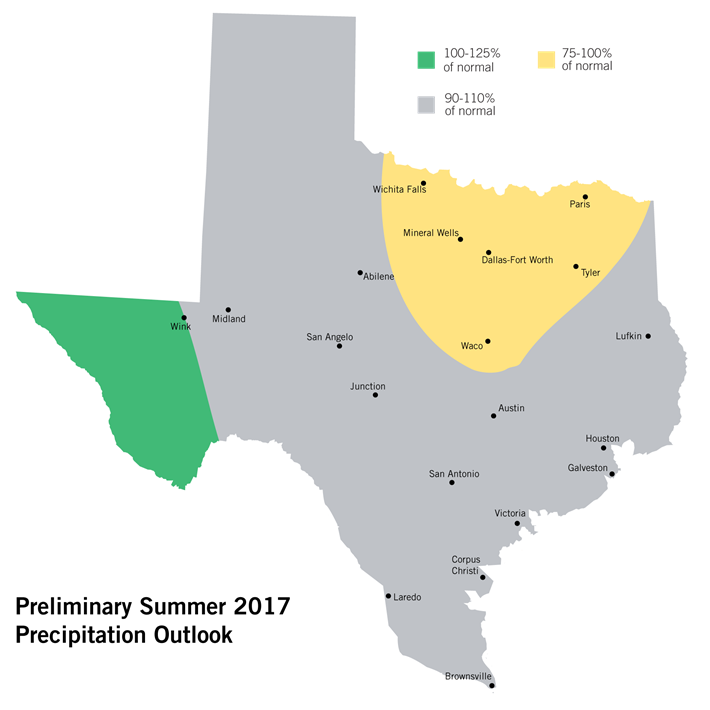 100-125%
of normal
75-100%
of normal
90-110%
of normal
Wichita Falls
Paris
Mineral Wells
Dallas-Fort Worth
Tyler
Abilene
Wink
Midland
San Angelo
Waco
Lufkin
Junction
Austin
Houston
Galveston
San Antonio
Victoria
Corpus
Christi
Laredo
Brownsville
Preliminary Summer 2017
Precipitation Outlook